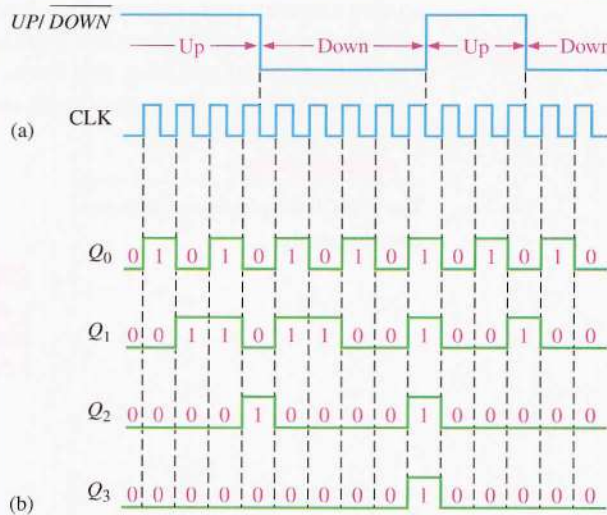 UP/ DOWN
Up Down Up Down
(a) CLK
Q0 0 1 0 1 0 1 0 1 0 1 0 1 0 1 0
Q1 0 0 1 1 0 1 1 0 0 1 0 0 1 0 0
Q2 0 0 0 0 1 0 0 0 0 1 0 0 0 0 0
(b) Q3 0 0 0 0 0 0 0 0 0 1 0 0 0 0 0